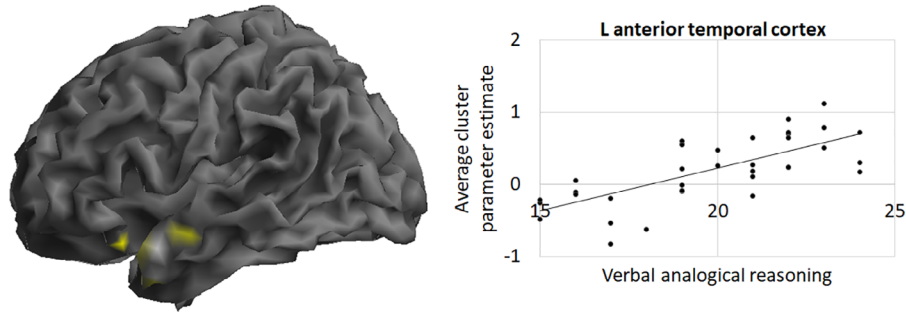 L anterior temporal cortex
2
1
0
-1
15
20
25
Average cluster
parameter estimate
Verbal analogical reasoning